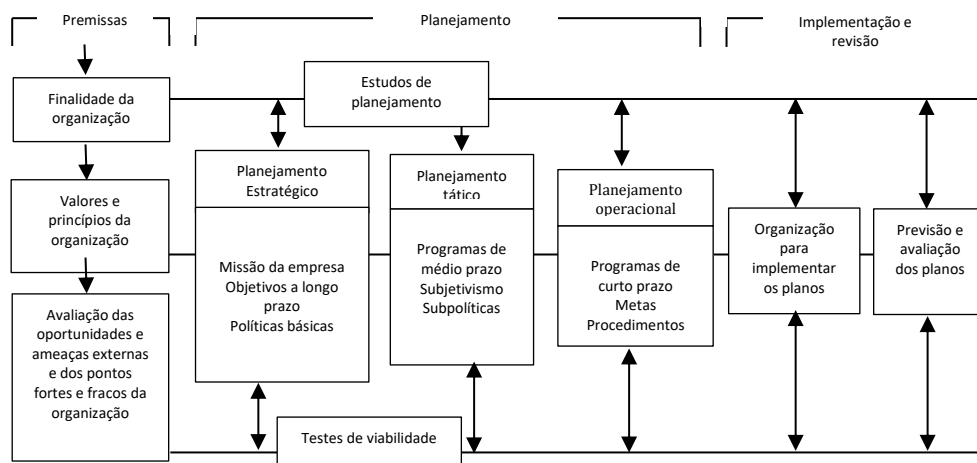 Premissas
Planejamento
Implementação e
revisão
Finalidade da
organização
Estudos de
planejamento
Valores e
princípios da
organização
Avaliação das
oportunidades e
ameaças externas
e dos pontos
fortes e fracos da
organização
Planejamento
Estratégico
Missão da empresa
Objetivos a longo
prazo
Políticas básicas
Planejamento
tático
Programas de
médio prazo
Subjetivismo
Subpolíticas
Planejamento
operacional
Programas de
curto prazo
Metas
Procedimentos
Organização
para
implementar
os planos
Previsão e
avaliação
dos planos
Testes de viabilidade